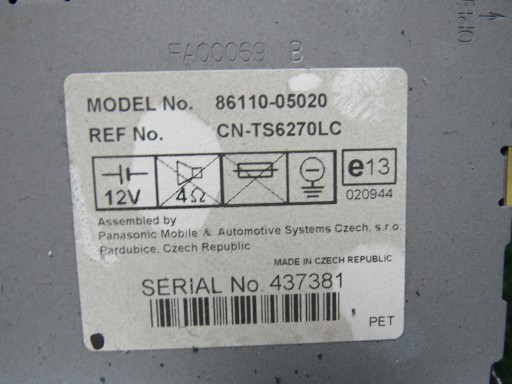 FA00069 B
MODEL No. 86110-05020
REF No. CN-TS6270LC
12V 4Ω e13
020944
Assembled by
Panasonic Mobile & Automotive Systems Czech, s.r.o.
Pardubice, Czech Republic
MADE IN CZECH REPUBLIC
SERIAL No. 437381
PET